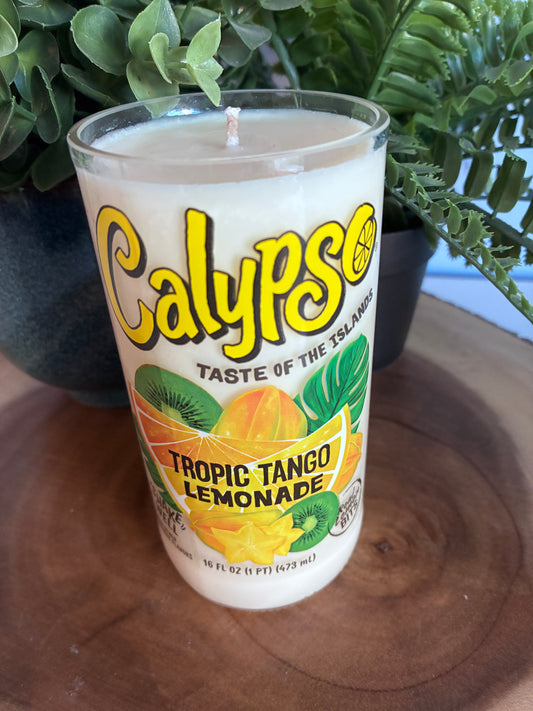 Calypso
TASTE OF THE ISLANDS
TROPIC TANGO
LEMONADE
16 FL OZ (1 PT) (473 mL)